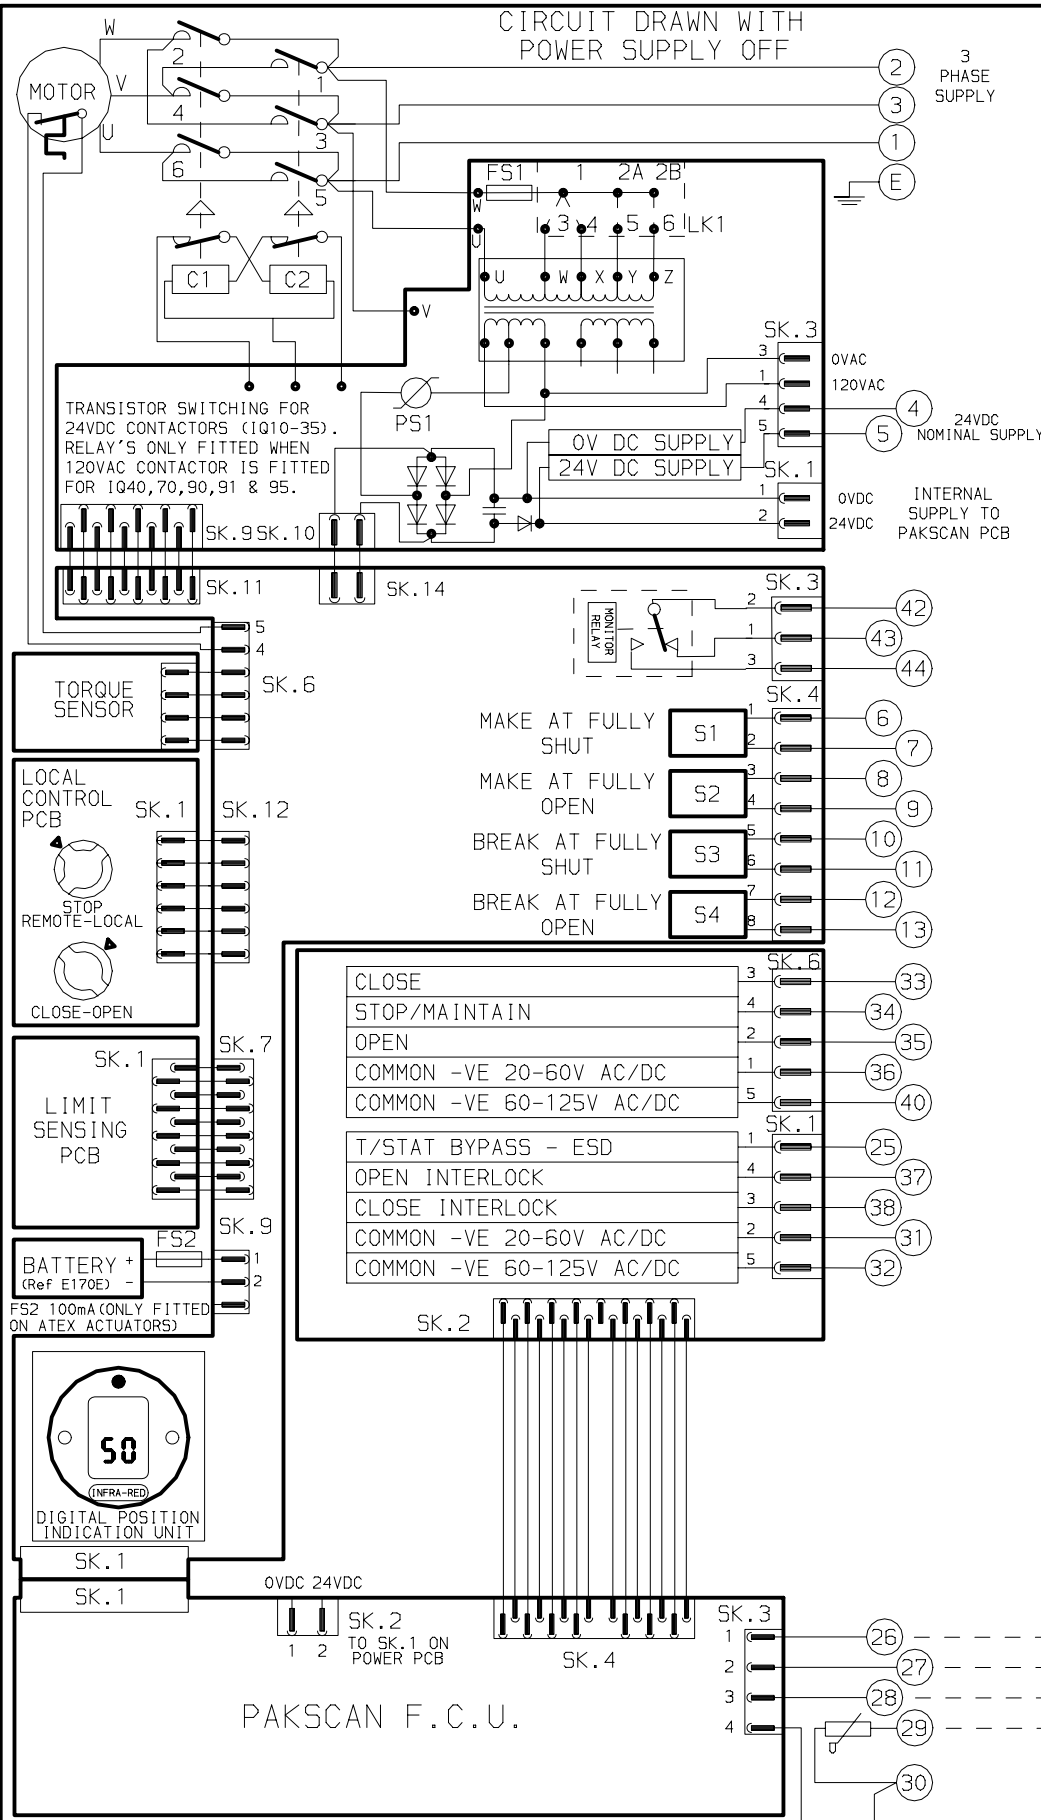 CIRCUIT DRAWN WITH
POWER SUPPLY OFF
W
2
1
2
3
PHASE
SUPPLY
MOTOR
V
4
3
3
U
6
5
1
E
FS1
1
2A 2B
W
U
3
4
5
6
LK1
C1
C2
U
W
X
Y
Z
V
SK.3
3
0VAC
1
120VAC
4
4
24VDC
NOMINAL SUPPLY
5
5
PS1
TRANSISTOR SWITCHING FOR
24VDC CONTACTORS (IQ10-35).
RELAY'S ONLY FITTED WHEN
120VAC CONTACTOR IS FITTED
FOR IQ40,70,90,91 & 95.
0V DC SUPPLY
24V DC SUPPLY
SK.1
1
0VDC
2
24VDC
INTERNAL
SUPPLY TO
PAKSCAN PCB
SK.9
SK.10
SK.11
SK.14
SK.3
MONITOR
RELAY
2
42
1
43
3
44
5
4
SK.6
TORQUE
SENSOR
SK.4
MAKE AT FULLY
SHUT
S1
1
6
2
7
MAKE AT FULLY
OPEN
S2
3
8
4
9
BREAK AT FULLY
SHUT
S3
5
10
6
11
BREAK AT FULLY
OPEN
S4
7
12
8
13
LOCAL
CONTROL
PCB
SK.1
SK.12
STOP
REMOTE-LOCAL
CLOSE-OPEN
SK.6
CLOSE
3
33
STOP/MAINTAIN
4
34
OPEN
2
35
COMMON -VE 20-60V AC/DC
1
36
COMMON -VE 60-125V AC/DC
5
40
SK.1
T/STAT BYPASS - ESD
1
25
OPEN INTERLOCK
4
37
CLOSE INTERLOCK
3
38
COMMON -VE 20-60V AC/DC
2
31
COMMON -VE 60-125V AC/DC
5
32
SK.1
SK.7
LIMIT
SENSING
PCB
SK.9
FS2
BATTERY +
(Ref E170E) -
1
2
FS2 100mA(ONLY FITTED
ON ATEX ACTUATORS)
SK.2
50
INFRA-RED
DIGITAL POSITION
INDICATION UNIT
SK.1
SK.1
0VDC 24VDC
SK.2
1 2
TO SK.1 ON
POWER PCB
SK.4
SK.3
1
26
2
27
3
28
4
29
U
30
PAKSCAN F.C.U.